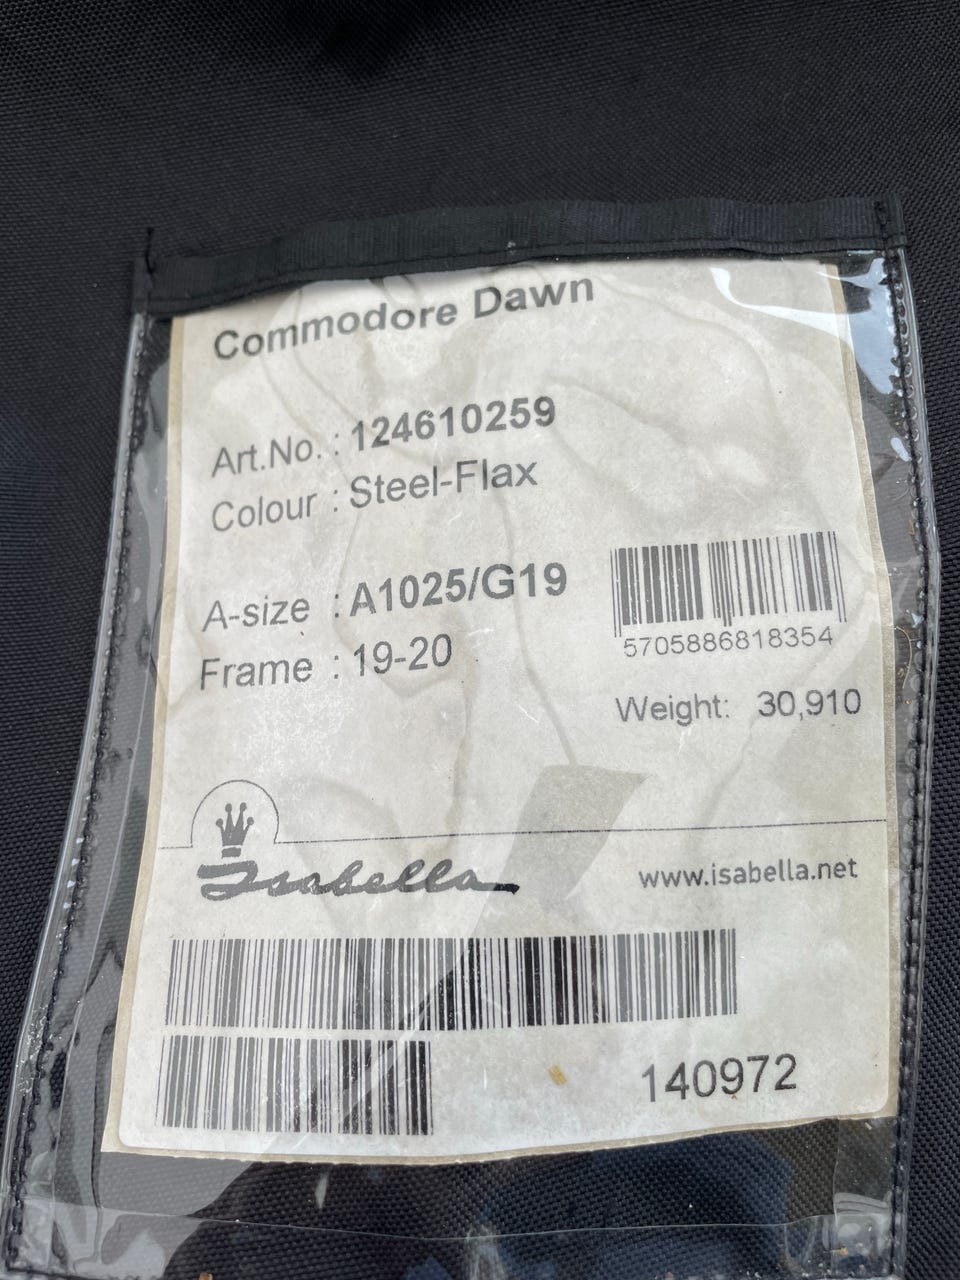 Commodore Dawn
Art.No. : 124610259
Colour : Steel-Flax
A-size : A1025/G19
Frame : 19-20
5705886818354
Weight: 30,910
Isabella
www.isabella.net
140972